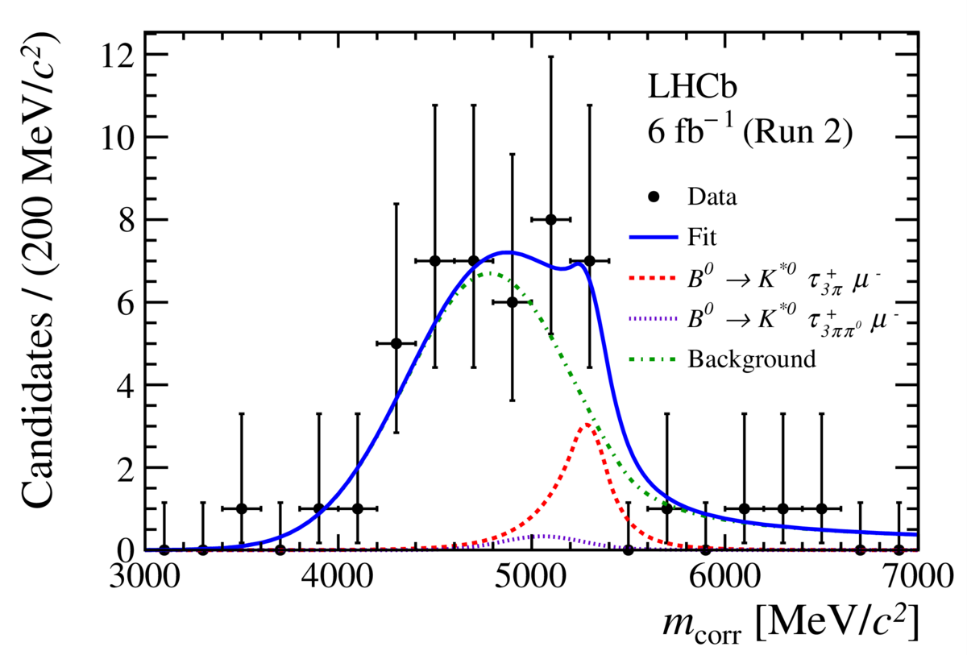 Candidates / (200 MeV/c²)
12
10
8
6
4
2
0
LHCb
6 fb⁻¹ (Run 2)
Data
Fit
B⁰ → K*⁰ τ⁺₃π μ⁻
B⁰ → K*⁰ τ⁺₃ππ⁰ μ⁻
Background
3000 4000 5000 6000 7000
m_corr [MeV/c²]